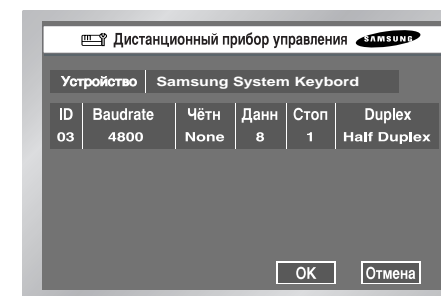 Дистанционный прибор управления SAMSUNG
Устройство Samsung System Keybord
ID Baudrate Чётн Данн Стоп Duplex
03 4800 None 8 1 Half Duplex
OK Отмена